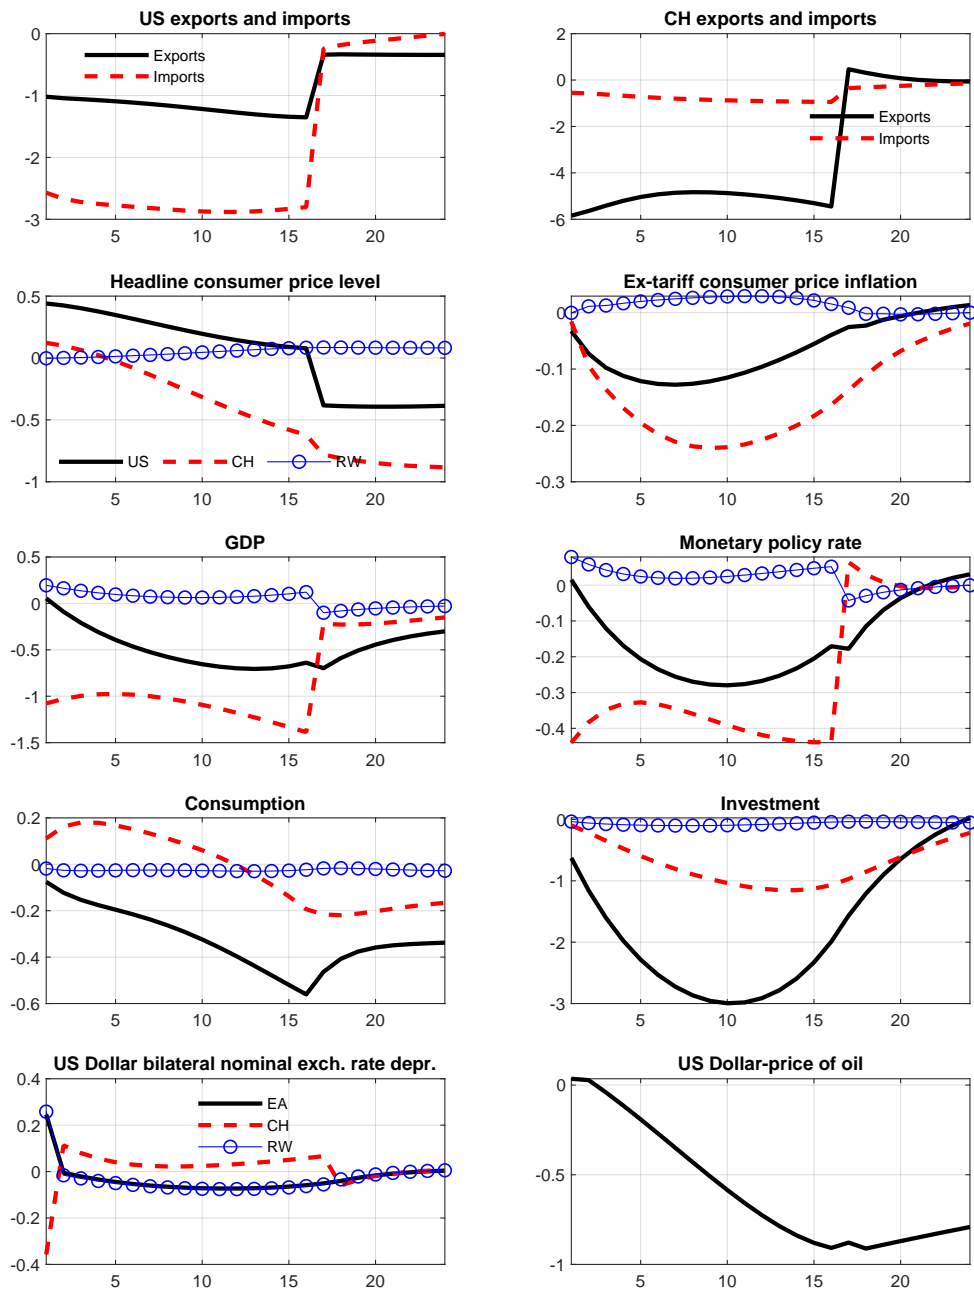 US exports and imports
0
-1
-2
-3
5 10 15 20
Exports
Imports
CH exports and imports
2
0
-2
-4
-6
5 10 15 20
Exports
Imports
Headline consumer price level
0.5
0
-0.5
-1
5 10 15 20
US CH RW
Ex-tariff consumer price inflation
0
-0.1
-0.2
-0.3
5 10 15 20
GDP
0.5
0
-0.5
-1
-1.5
5 10 15 20
Monetary policy rate
0
-0.1
-0.2
-0.3
-0.4
5 10 15 20
Consumption
0.2
0
-0.2
-0.4
-0.6
5 10 15 20
Investment
0
-1
-2
-3
5 10 15 20
US Dollar bilateral nominal exch. rate depr.
0.4
0.2
0
-0.2
-0.4
5 10 15 20
EA
CH
RW
US Dollar-price of oil
0
-0.5
-1
5 10 15 20